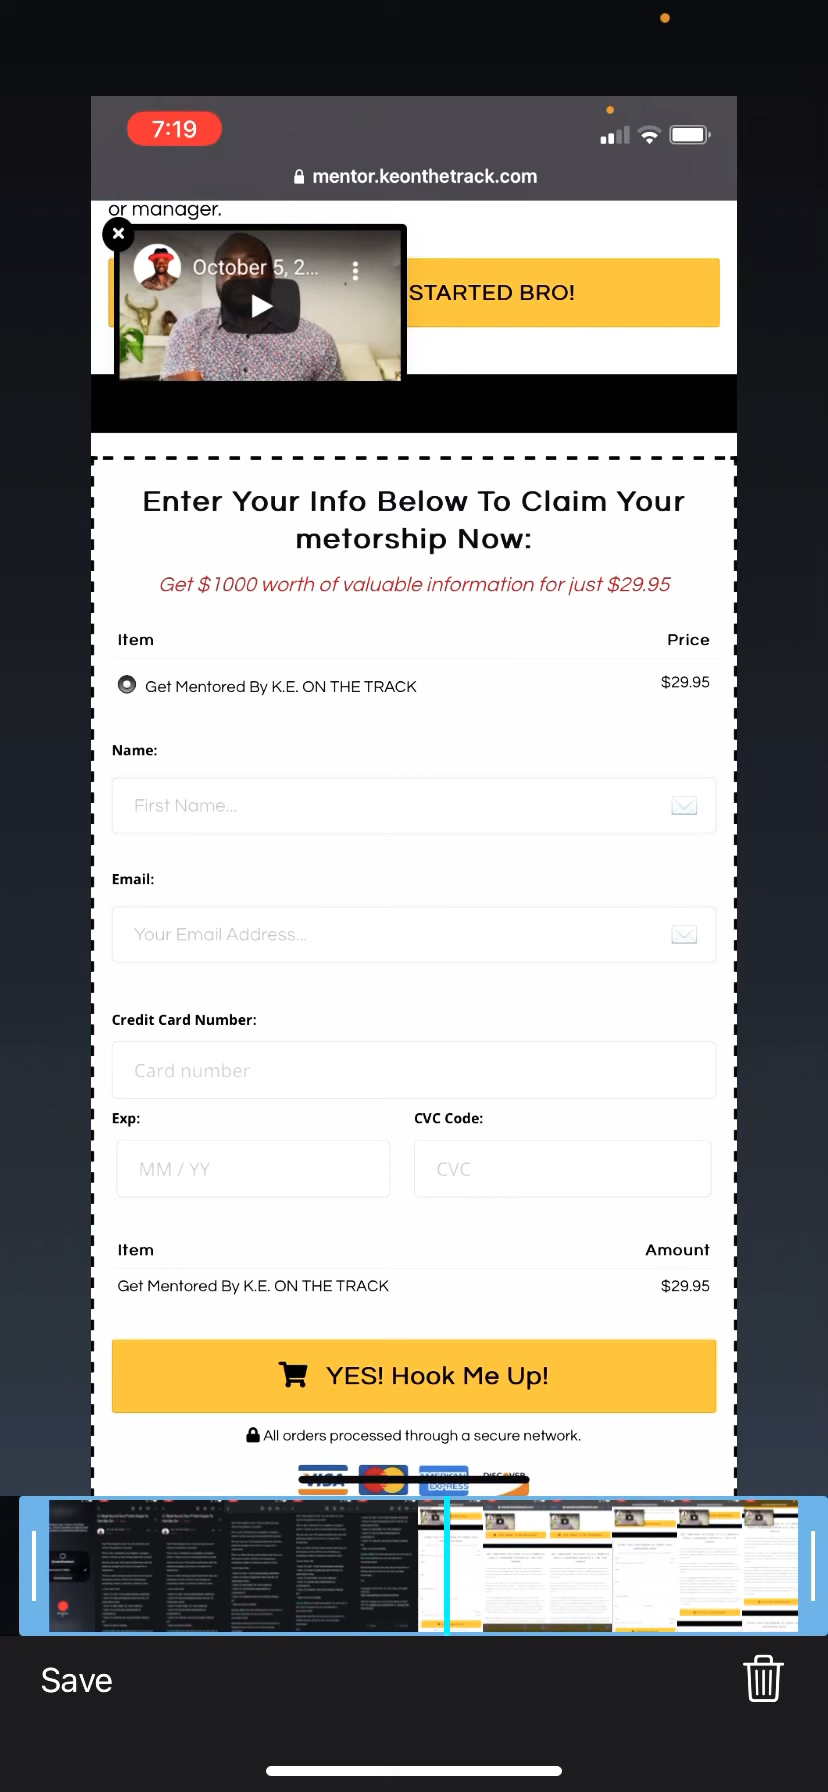 7:19
mentor.keonthetrack.com
or manager.
October 5, 2...
STARTED BRO!
Enter Your Info Below To Claim Your
metorship Now:
Get $1000 worth of valuable information for just $29.95
Item Price
Get Mentored By K.E. ON THE TRACK $29.95
Name:
First Name...
Email:
Your Email Address...
Credit Card Number:
Card number
Exp: CVC Code:
MM / YY CVC
Item Amount
Get Mentored By K.E. ON THE TRACK $29.95
YES! Hook Me Up!
All orders processed through a secure network.
VISA AMERICAN EXPRESS DISCOVER
Save